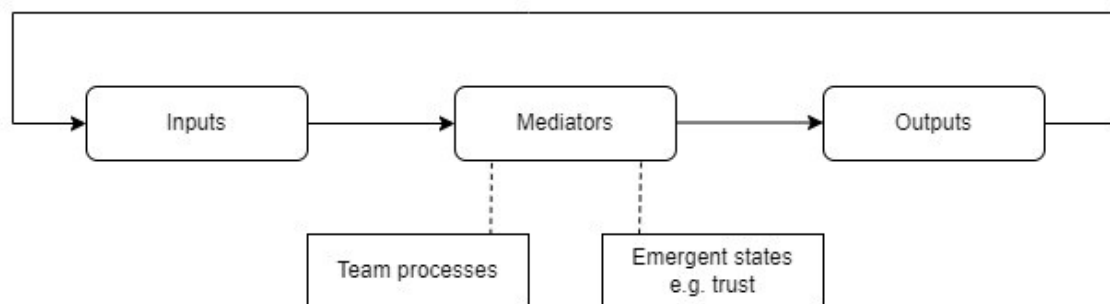 Inputs
Mediators
Outputs
Team processes
Emergent states
e.g. trust